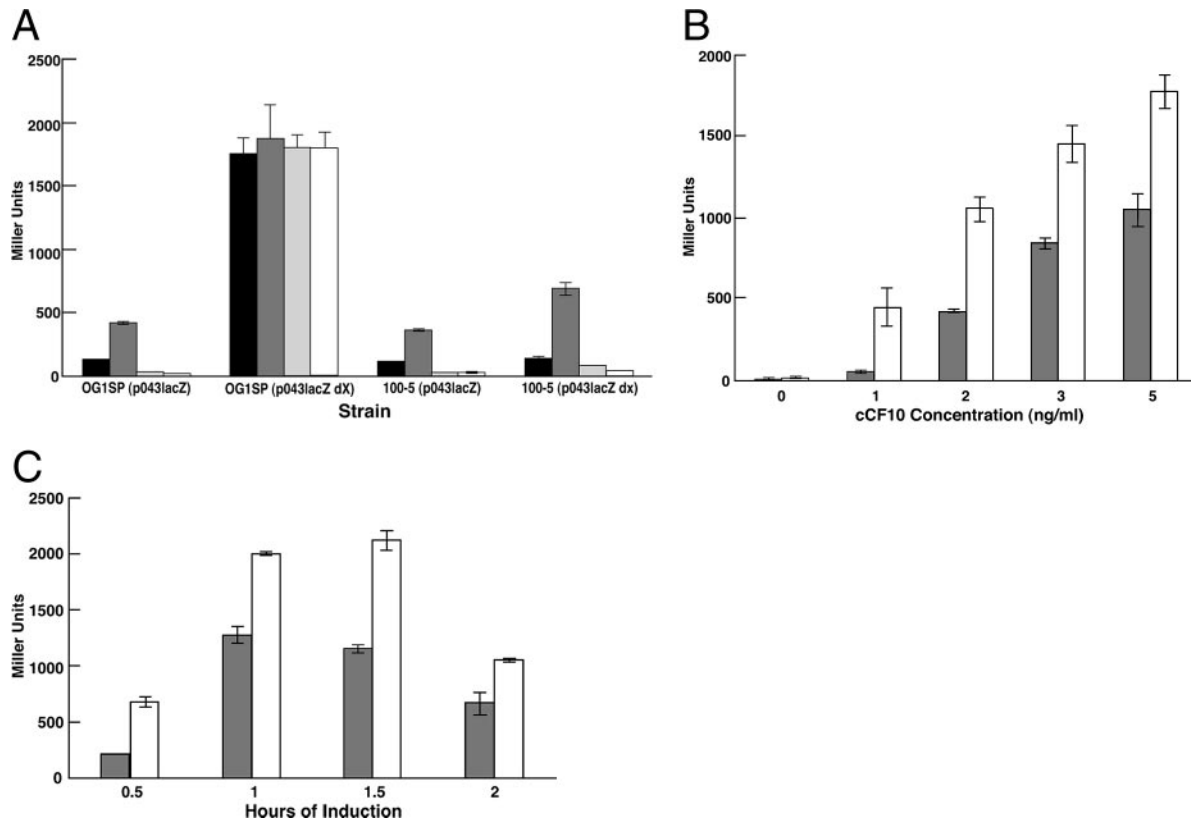 A
2500
2000
1500
1000
500
0
Miller Units
OG1SP (p043lacZ) OG1SP (p043lacZ dX) 100-5 (p043lacZ) 100-5 (p043lacZ dx)
Strain
B
2000
1500
1000
500
0
Miller Units
0 1 2 3 5
cCF10 Concentration (ng/ml)
C
2500
2000
1500
1000
500
0
Miller Units
0.5 1 1.5 2
Hours of Induction